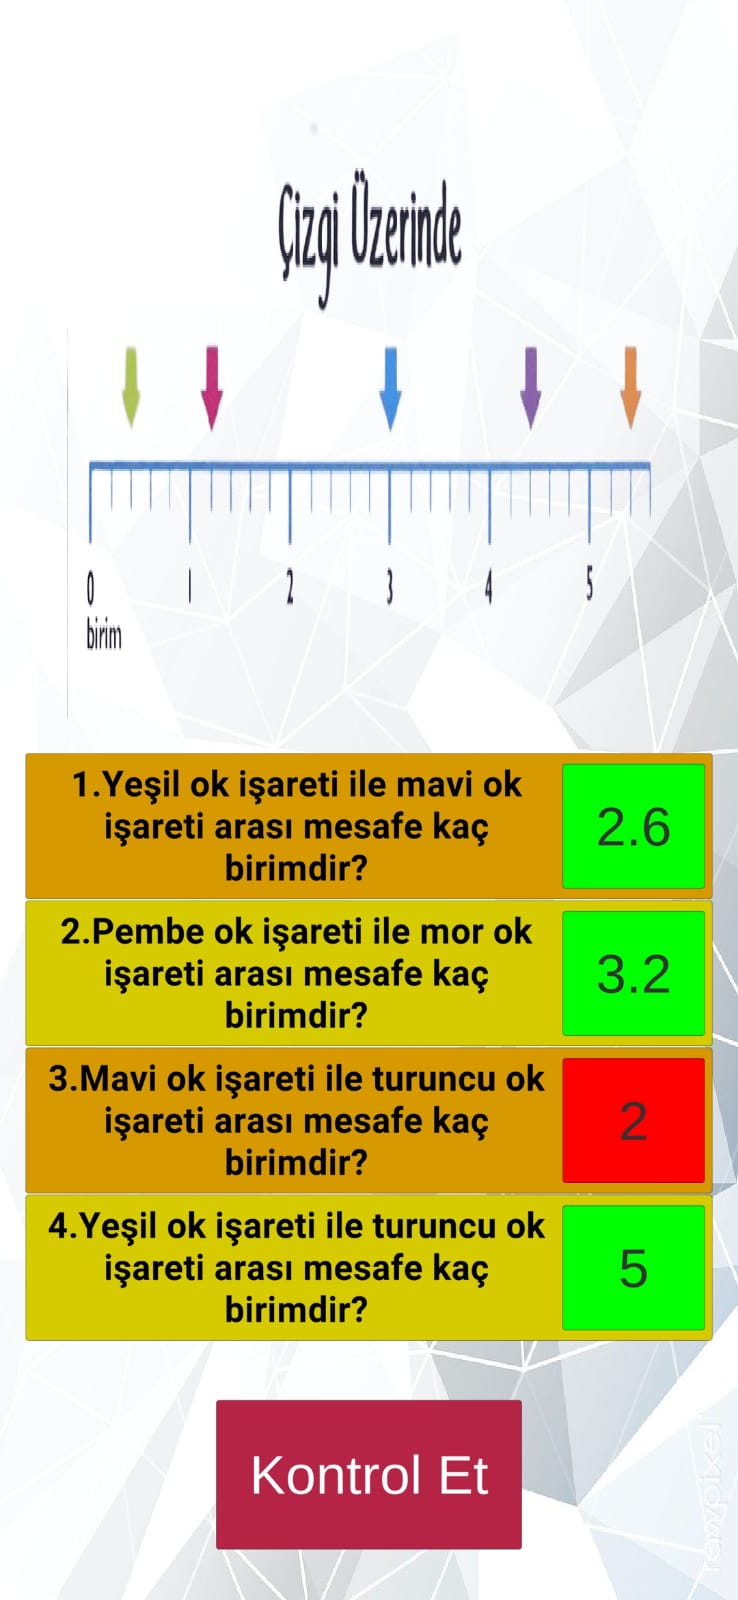 Çizgi Üzerinde
0 1 2 3 4 5
birim
1.Yeşil ok işareti ile mavi ok
işareti arası mesafe kaç
birimdir?
2.6
2.Pembe ok işareti ile mor ok
işareti arası mesafe kaç
birimdir?
3.2
3.Mavi ok işareti ile turuncu ok
işareti arası mesafe kaç
birimdir?
2
4.Yeşil ok işareti ile turuncu ok
işareti arası mesafe kaç
birimdir?
5
Kontrol Et
rawpixel